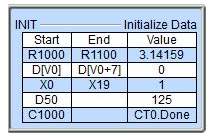 INIT Initialize Data
Start End Value
R1000 R1100 3.14159
D[V0] D[V0+7] 0
X0 X19 1
D50 125
C1000 CT0.Done